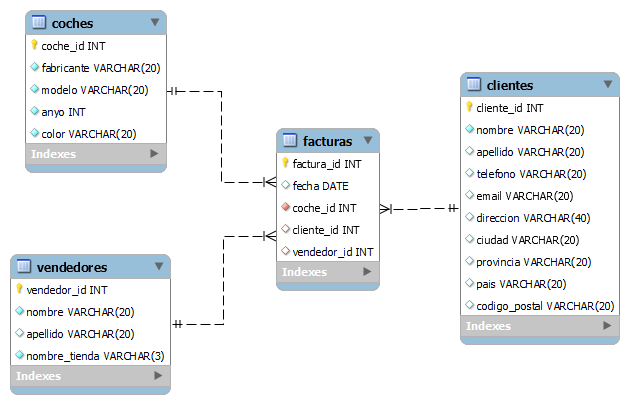 coches
coche_id INT
fabricante VARCHAR(20)
modelo VARCHAR(20)
anyo INT
color VARCHAR(20)
Indexes
vendedores
vendedor_id INT
nombre VARCHAR(20)
apellido VARCHAR(20)
nombre_tienda VARCHAR(3)
Indexes
facturas
factura_id INT
fecha DATE
coche_id INT
cliente_id INT
vendedor_id INT
Indexes
clientes
cliente_id INT
nombre VARCHAR(20)
apellido VARCHAR(20)
telefono VARCHAR(20)
email VARCHAR(20)
direccion VARCHAR(40)
ciudad VARCHAR(20)
provincia VARCHAR(20)
pais VARCHAR(20)
codigo_postal VARCHAR(20)
Indexes